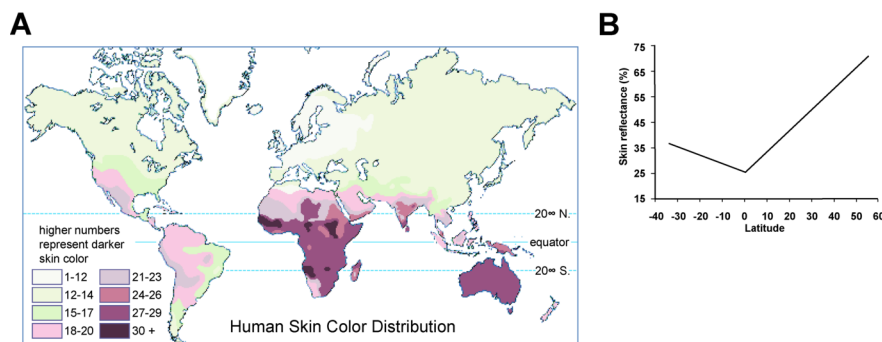 A
20∞ N.
equator
20∞ S.
higher numbers
represent darker
skin color
1-12
12-14
15-17
18-20
21-23
24-26
27-29
30 +
Human Skin Color Distribution
B
Skin reflectance (%)
75
65
55
45
35
25
15
-40 -30 -20 -10 0 10 20 30 40 50 60
Latitude